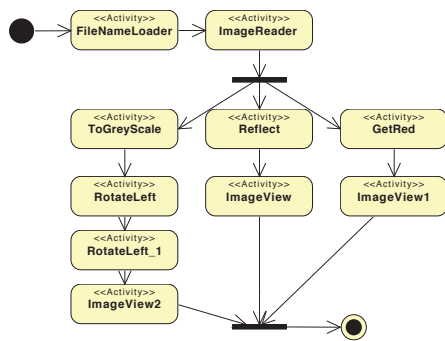 <<Activity>>
FileNameLoader
<<Activity>>
ImageReader
<<Activity>>
ToGreyScale
<<Activity>>
Reflect
<<Activity>>
GetRed
<<Activity>>
RotateLeft
<<Activity>>
ImageView
<<Activity>>
ImageView1
<<Activity>>
RotateLeft_1
<<Activity>>
ImageView2